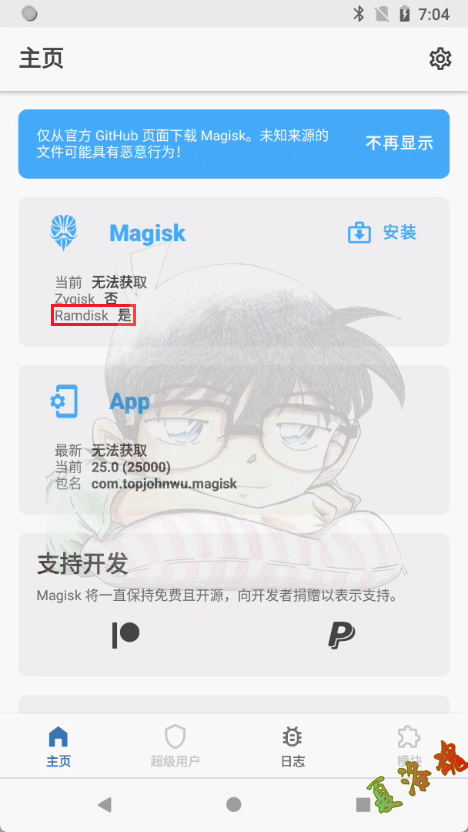 7:04
主页
仅从官方 GitHub 页面下载 Magisk。未知来源的
文件可能具有恶意行为！
不再显示
Magisk
安装
当前 无法获取
Zygisk 否
Ramdisk 是
App
最新 无法获取
当前 25.0 (25000)
包名 com.topjohnwu.magisk
支持开发
Magisk 将一直保持免费且开源，向开发者捐赠以表示支持。
主页
超级用户
日志
模块
夏洛魂